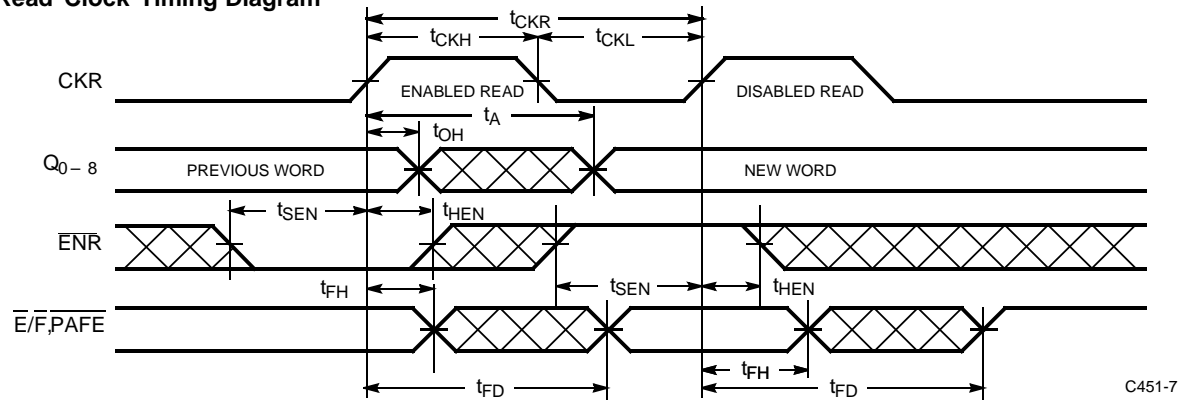 Read Clock Timing Diagram
tCKR
tCKH
tCKL
CKR
ENABLED READ
DISABLED READ
tA
tOH
Q0 – 8
PREVIOUS WORD
NEW WORD
tSEN
tHEN
ENR
tFH
tSEN
tHEN
E/F,PAFE
tFH
tFD
tFD
C451-7